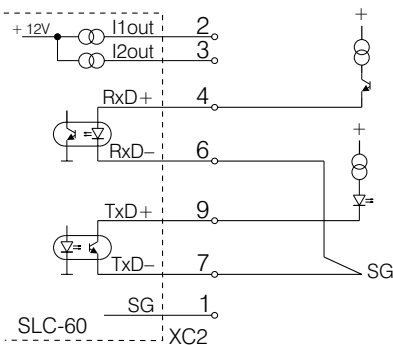 + 12V
I1out 2
I2out 3
+
RxD+ 4
RxD– 6
+
TxD+ 9
TxD– 7
SG
SG 1
SLC-60
XC2